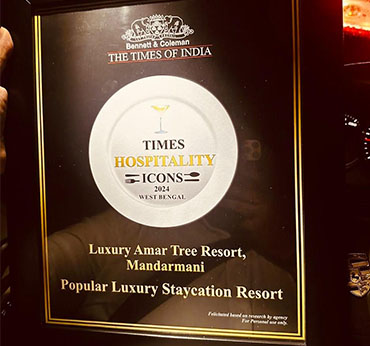 Bennett & Coleman
THE TIMES OF INDIA
TIMES
HOSPITALITY
ICONS
2024
WEST BENGAL
Luxury Amar Tree Resort,
Mandarmani
Popular Luxury Staycation Resort
Felicitated based on research by agency
For Personal use only.